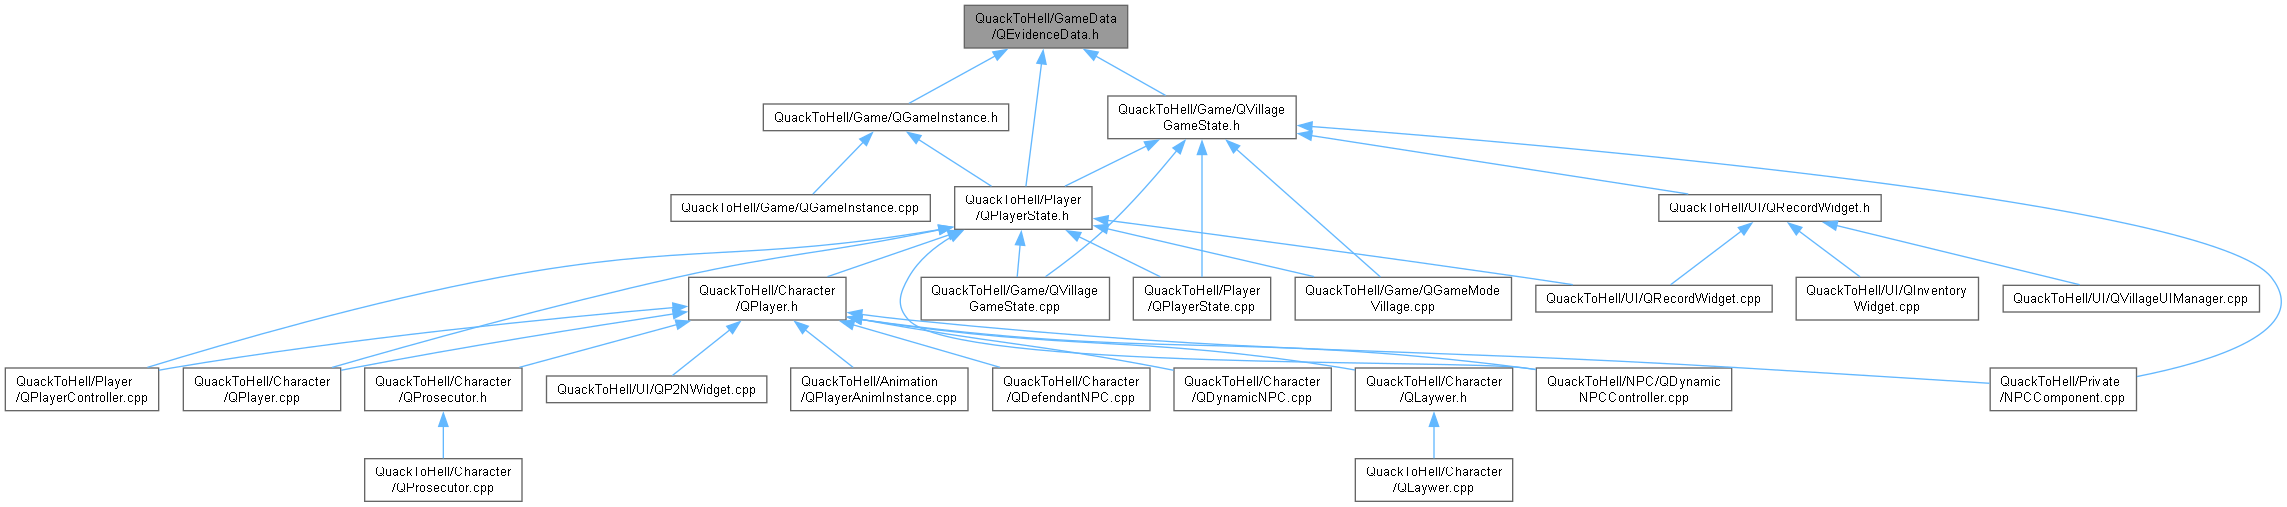 QuackToHell/GameData
/QEvidenceData.h
QuackToHell/Game/QGameInstance.h
QuackToHell/Game/QVillage
GameState.h
QuackToHell/Game/QGameInstance.cpp
QuackToHell/Player
/QPlayerState.h
QuackToHell/UI/QRecordWidget.h
QuackToHell/Character
/QPlayer.h
QuackToHell/Game/QVillage
GameState.cpp
QuackToHell/Player
/QPlayerState.cpp
QuackToHell/Game/QGameMode
Village.cpp
QuackToHell/UI/QRecordWidget.cpp
QuackToHell/UI/QInventory
Widget.cpp
QuackToHell/UI/QVillageUIManager.cpp
QuackToHell/Player
/QPlayerController.cpp
QuackToHell/Character
/QPlayer.cpp
QuackToHell/Character
/QProsecutor.h
QuackToHell/UI/QP2NWidget.cpp
QuackToHell/Animation
/QPlayerAnimInstance.cpp
QuackToHell/Character
/QDefendantNPC.cpp
QuackToHell/Character
/QDynamicNPC.cpp
QuackToHell/Character
/QLaywer.h
QuackToHell/NPC/QDynamic
NPCController.cpp
QuackToHell/Private
/NPCComponent.cpp
QuackToHell/Character
/QProsecutor.cpp
QuackToHell/Character
/QLaywer.cpp